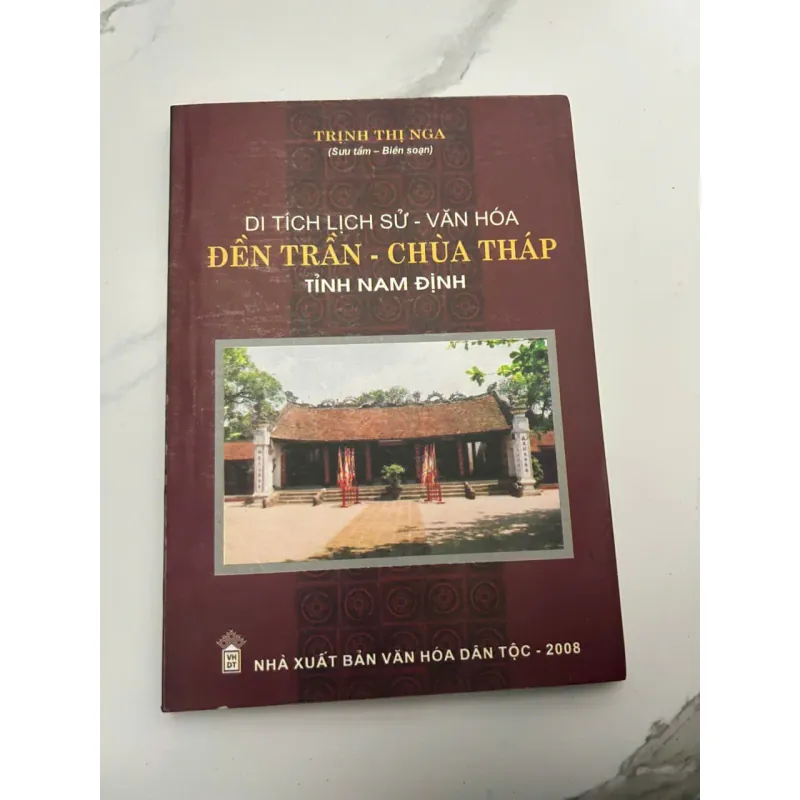 TRỊNH THỊ NGA
(Sưu tầm – Biên soạn)
DI TÍCH LỊCH SỬ - VĂN HÓA
ĐỀN TRẦN - CHÙA THÁP
TỈNH NAM ĐỊNH
VH
DT
NHÀ XUẤT BẢN VĂN HÓA DÂN TỘC - 2008